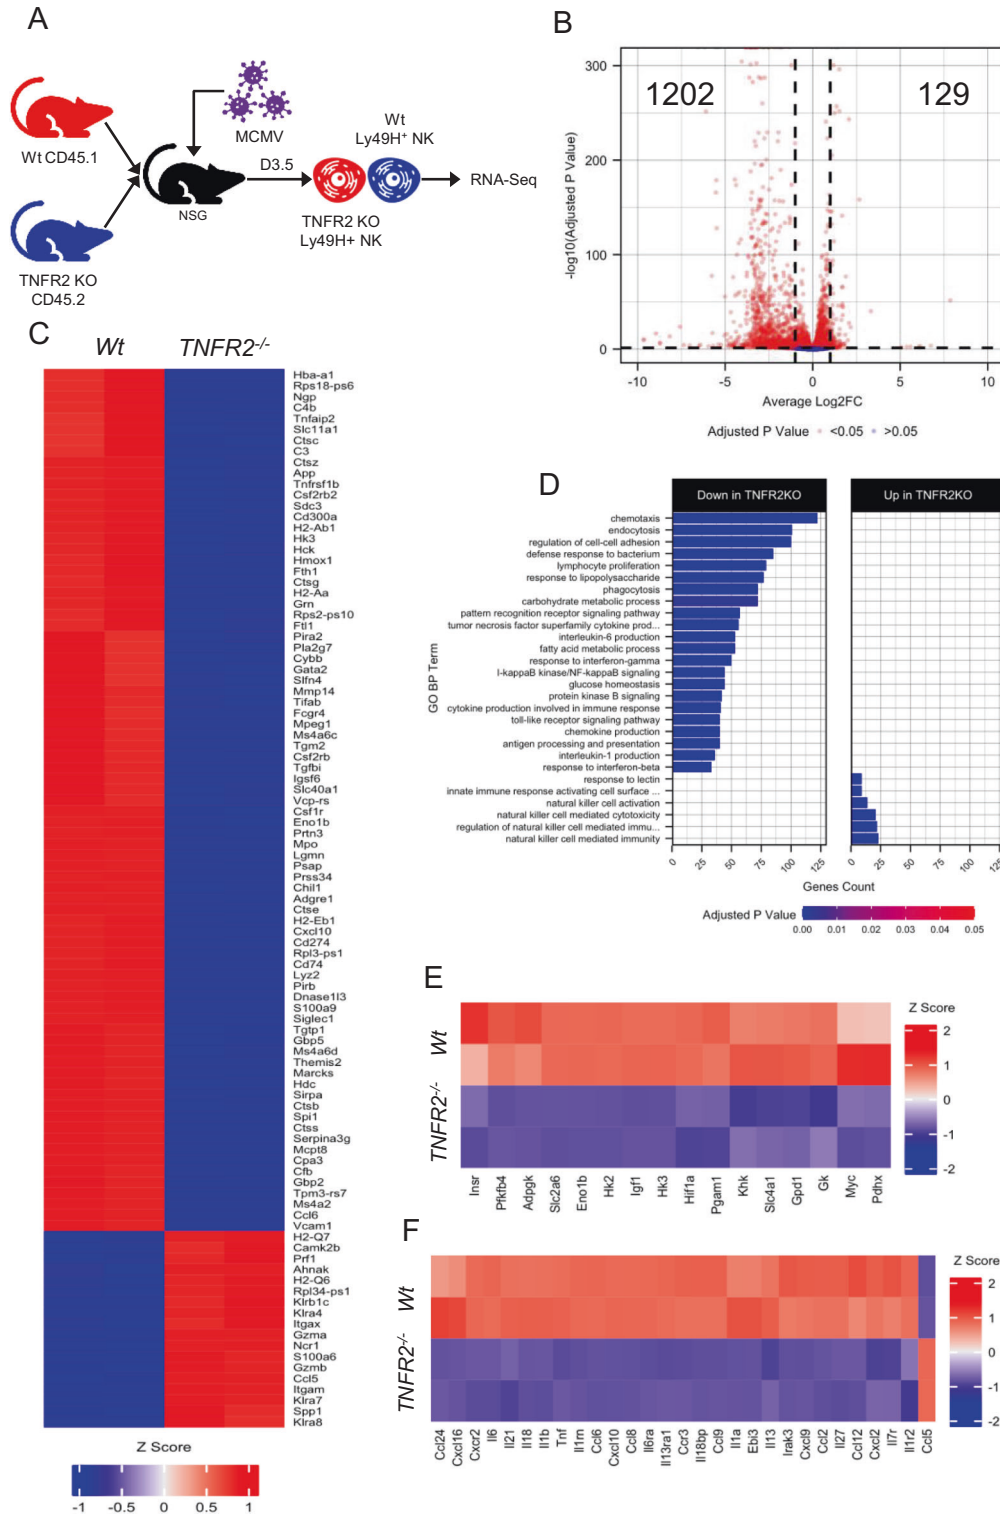 A
Wt CD45.1
TNFR2 KO
CD45.2
NSG
MCMV
D3.5
Wt
Ly49H⁺ NK
TNFR2 KO
Ly49H+ NK
RNA-Seq
B
1202
129
300
200
100
0
-log10(Adjusted P Value)
-10
-5
0
5
10
Average Log2FC
Adjusted P Value <0.05 >0.05
C
Wt
TNFR2-/-
Hba-a1
Rps18-ps6
Ngp
C4b
Tnfaip2
Slc11a1
Ctsc
C3
Ctsz
App
Tnfrsf1b
Csf2rb2
Sdc3
Cd300a
H2-Ab1
Hk3
Hck
Hmox1
Fth1
Ctsg
H2-Aa
Grn
Rps2-ps10
Ftl1
Pira2
Pla2g7
Cybb
Gata2
Slfn4
Mmp14
Tifab
Fcgr4
Mpeg1
Ms4a6c
Tgm2
Csf2rb
Tgfbi
Igsf6
Slc40a1
Vcp-rs
Csf1r
Eno1b
Prtn3
Mpo
Lgmn
Psap
Prss34
Chil1
Adgre1
Ctse
H2-Eb1
Cxcl10
Cd274
Rpl3-ps1
Cd74
Lyz2
Pirb
Dnase1l3
S100a9
Siglec1
Tgtp1
Gbp5
Ms4a6d
Themis2
Marcks
Hdc
Sirpa
Ctsb
Spi1
Ctss
Serpina3g
Mcpt8
Cpa3
Cfb
Gbp2
Tpm3-rs7
Ms4a2
Ccl6
Vcam1
H2-Q7
Camk2b
Prf1
Ahnak
H2-Q6
Rpl34-ps1
Klrb1c
Klra4
Itgax
Gzma
Ncr1
S100a6
Gzmb
Ccl5
Itgam
Klra7
Spp1
Klra8
Z Score
-1
-0.5
0
0.5
1
D
Down in TNFR2KO
Up in TNFR2KO
GO BP Term
chemotaxis
endocytosis
regulation of cell-cell adhesion
defense response to bacterium
lymphocyte proliferation
response to lipopolysaccharide
phagocytosis
carbohydrate metabolic process
pattern recognition receptor signaling pathway
tumor necrosis factor superfamily cytokine prod...
interleukin-6 production
fatty acid metabolic process
response to interferon-gamma
I-kappaB kinase/NF-kappaB signaling
glucose homeostasis
protein kinase B signaling
cytokine production involved in immune response
toll-like receptor signaling pathway
chemokine production
antigen processing and presentation
interleukin-1 production
response to interferon-beta
response to lectin
innate immune response activating cell surface ...
natural killer cell activation
natural killer cell mediated cytotoxicity
regulation of natural killer cell mediated immu...
natural killer cell mediated immunity
0
25
50
75
100
125
0
25
50
75
100
125
Genes Count
Adjusted P Value
0.00
0.01
0.02
0.03
0.04
0.05
E
Wt
TNFR2-/-
Insr
Pfkfb4
Adpgk
Slc2a6
Eno1b
Hk2
Igf1
Hk3
Hif1a
Pgam1
Khk
Slc4a1
Gpd1
Gk
Myc
Pdhx
Z Score
2
1
0
-1
-2
F
Wt
TNFR2-/-
Ccl24
Cxcl16
Cxcr2
Il6
Il21
Il18
Il1b
Tnf
Il1rn
Ccl6
Cxcl10
Ccl8
Il6ra
Il13ra1
Ccr3
Il18bp
Ccl9
Il1a
Ebi3
Il13
Irak3
Cxcl9
Ccl2
Il27
Ccl12
Cxcl2
Il7r
Il1r2
Ccl5
Z Score
2
1
0
-1
-2